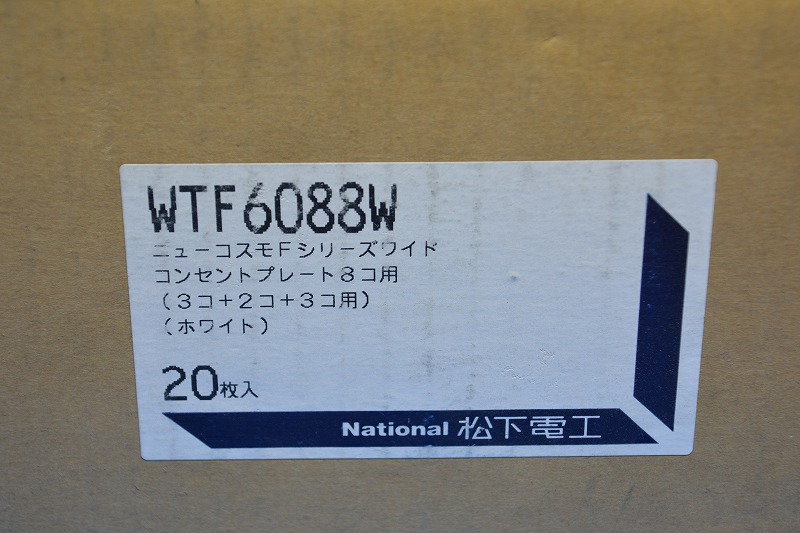 WTF6088W
ニューコスモFシリーズワイド
コンセントプレート8コ用
(3コ+2コ+3コ用)
(ホワイト)
20枚入
National 松下電工